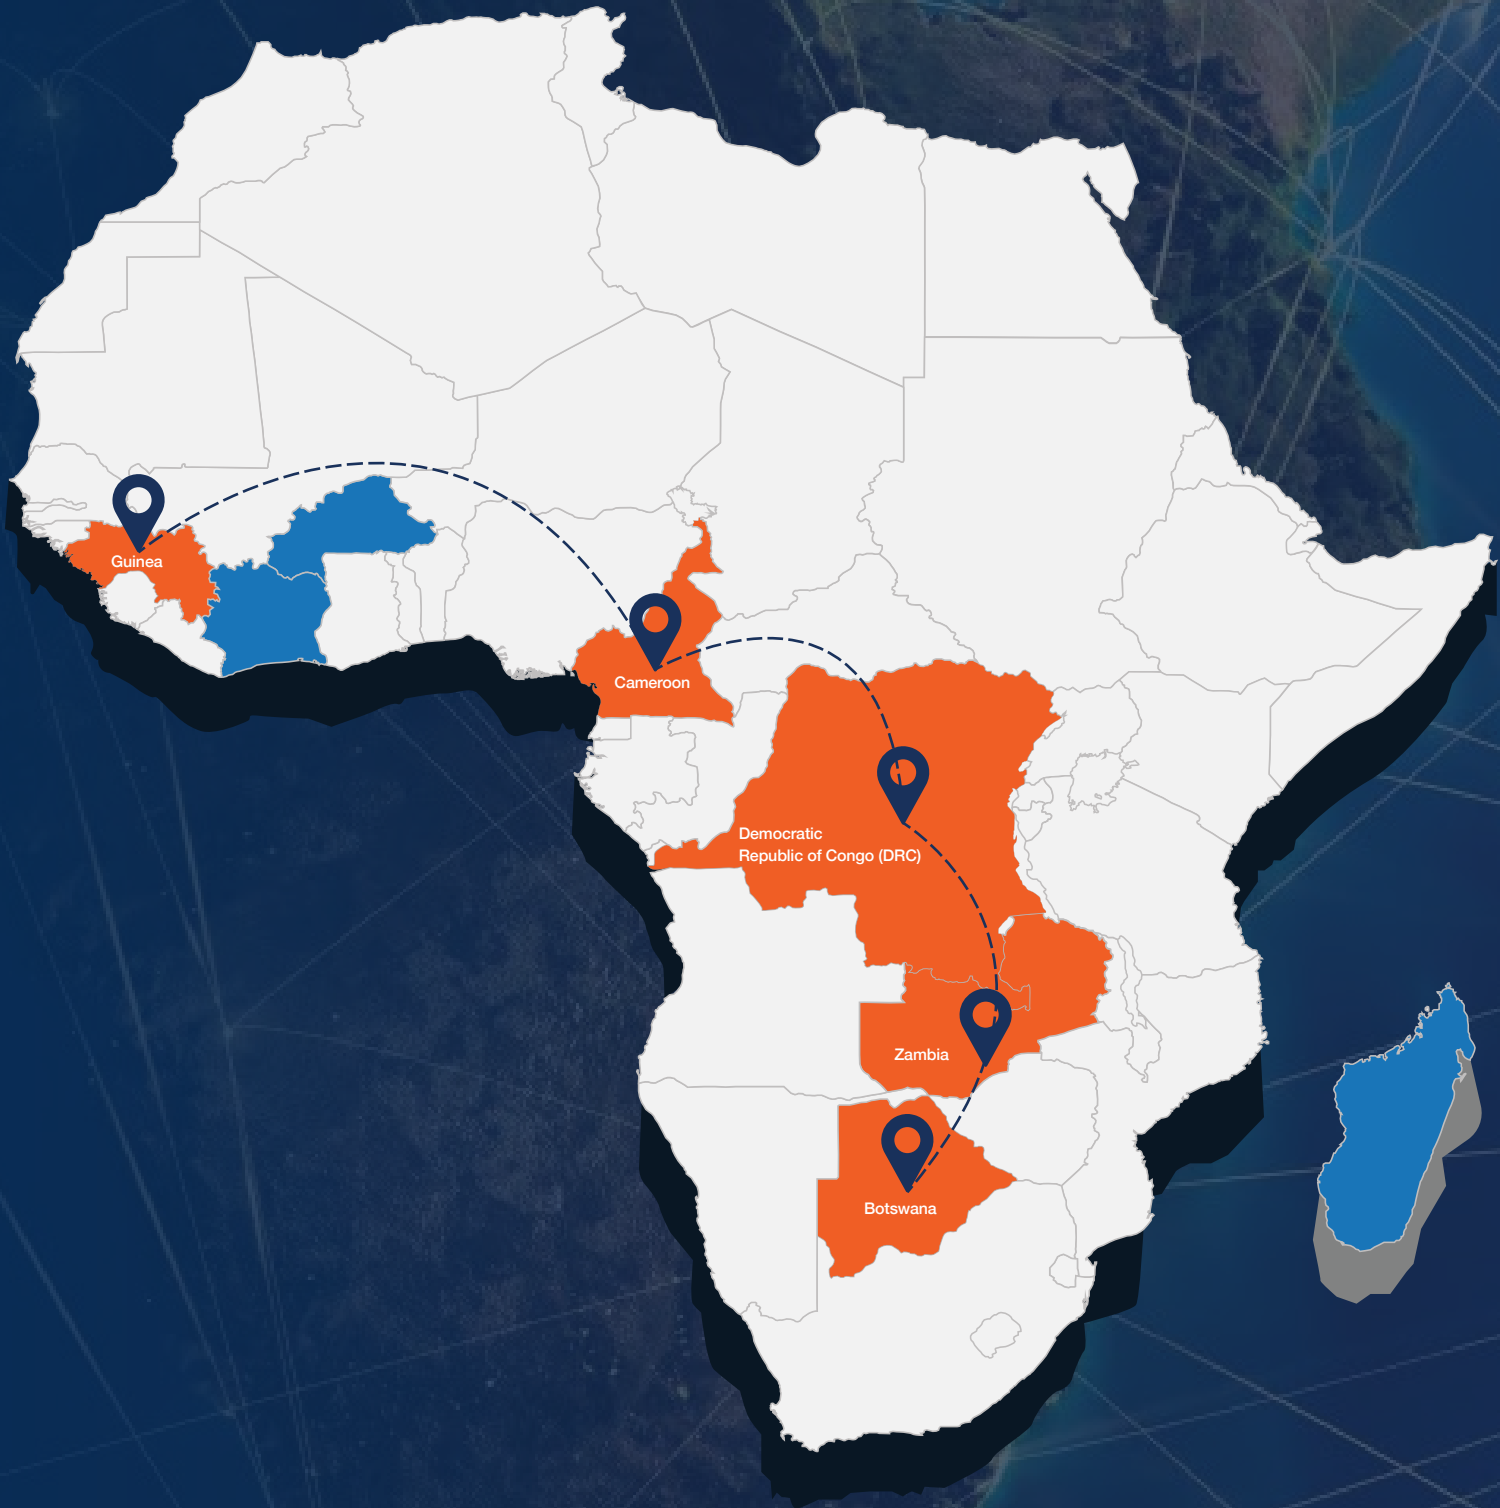 Guinea
Cameroon
Democratic
Republic of Congo (DRC)
Zambia
Botswana